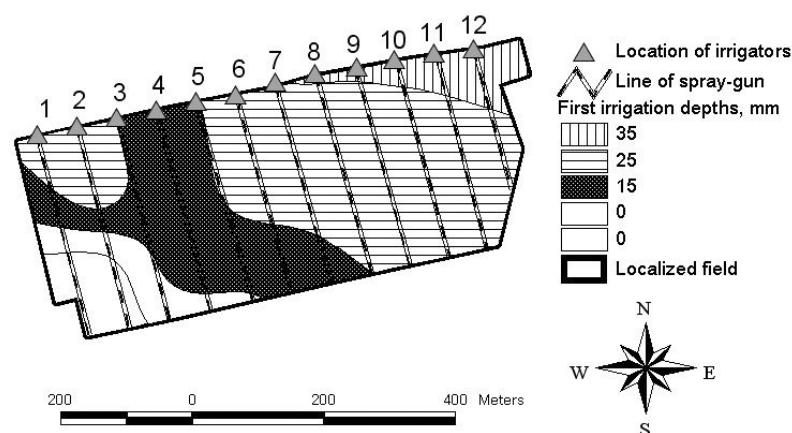 1 2 3 4 5 6 7 8 9 10 11 12
Location of irrigators
Line of spray-gun
First irrigation depths, mm
35
25
15
0
0
Localized field
N
W E
S
200 0 200 400 Meters